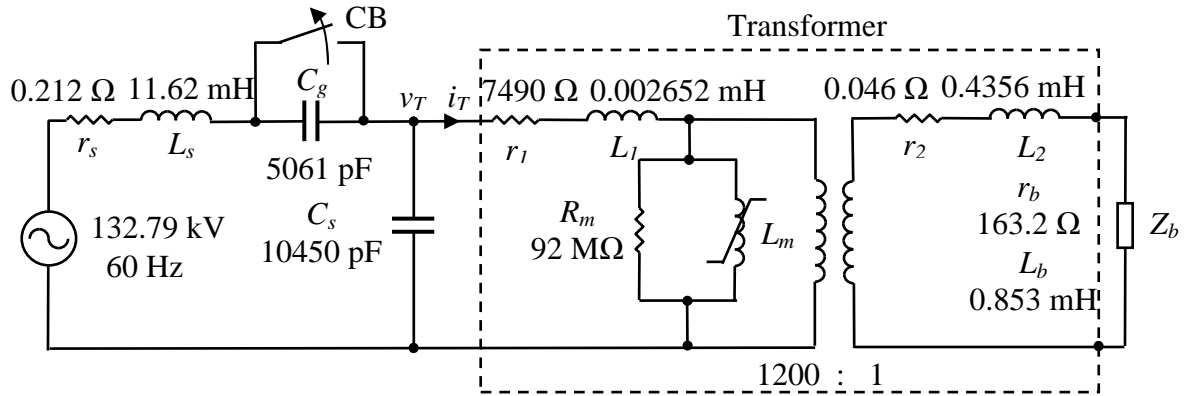 CB
Transformer
0.212 Ω 11.62 mH
C_g
v_T
i_T
7490 Ω 0.002652 mH
0.046 Ω 0.4356 mH
r_s
L_s
5061 pF
r_1
L_1
r_2
L_2
132.79 kV
60 Hz
C_s
10450 pF
R_m
92 MΩ
L_m
r_b
163.2 Ω
L_b
0.853 mH
Z_b
1200 : 1